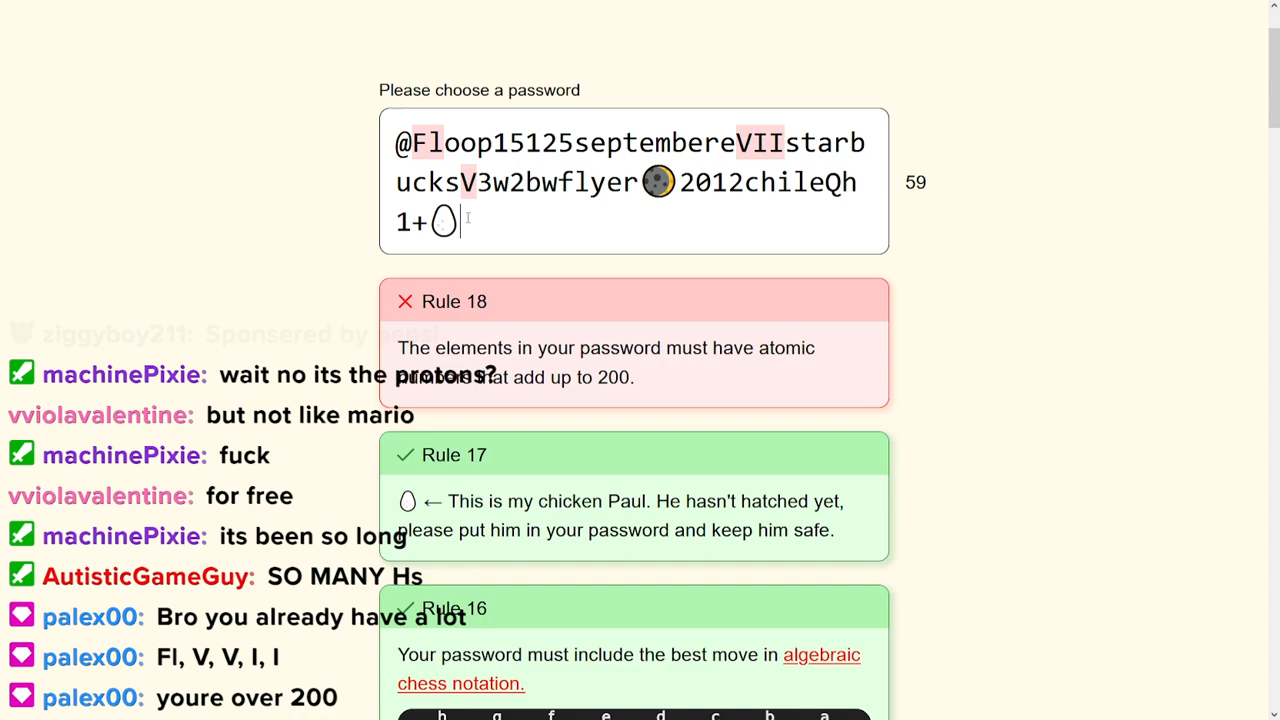 Please choose a password
@Floop15125septembereVIIstarb
ucksV3w2bwflyer🌖2012chileQh
1+🥚
59
Rule 18
The elements in your password must have atomic
numbers that add up to 200.
Rule 17
🥚 ← This is my chicken Paul. He hasn't hatched yet,
please put him in your password and keep him safe.
Rule 16
Your password must include the best move in algebraic
chess notation.
h g f e d c b a
ziggyboy211: Sponsered by pepsi
machinePixie: wait no its the protons?
vviolavalentine: but not like mario
machinePixie: fuck
vviolavalentine: for free
machinePixie: its been so long
AutisticGameGuy: SO MANY Hs
palex00: Bro you already have a lot
palex00: Fl, V, V, I, I
palex00: youre over 200